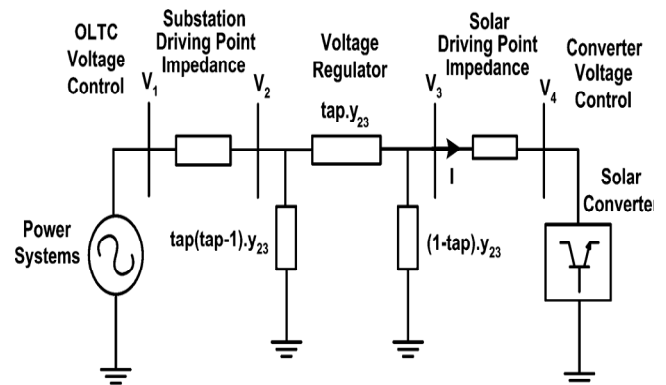 OLTC
Voltage
Control
Substation
Driving Point
Impedance
Voltage
Regulator
Solar
Driving Point
Impedance
Converter
Voltage
Control
V1
V2
tap.y23
V3
V4
I
Power
Systems
tap(tap-1).y23
(1-tap).y23
Solar
Converter